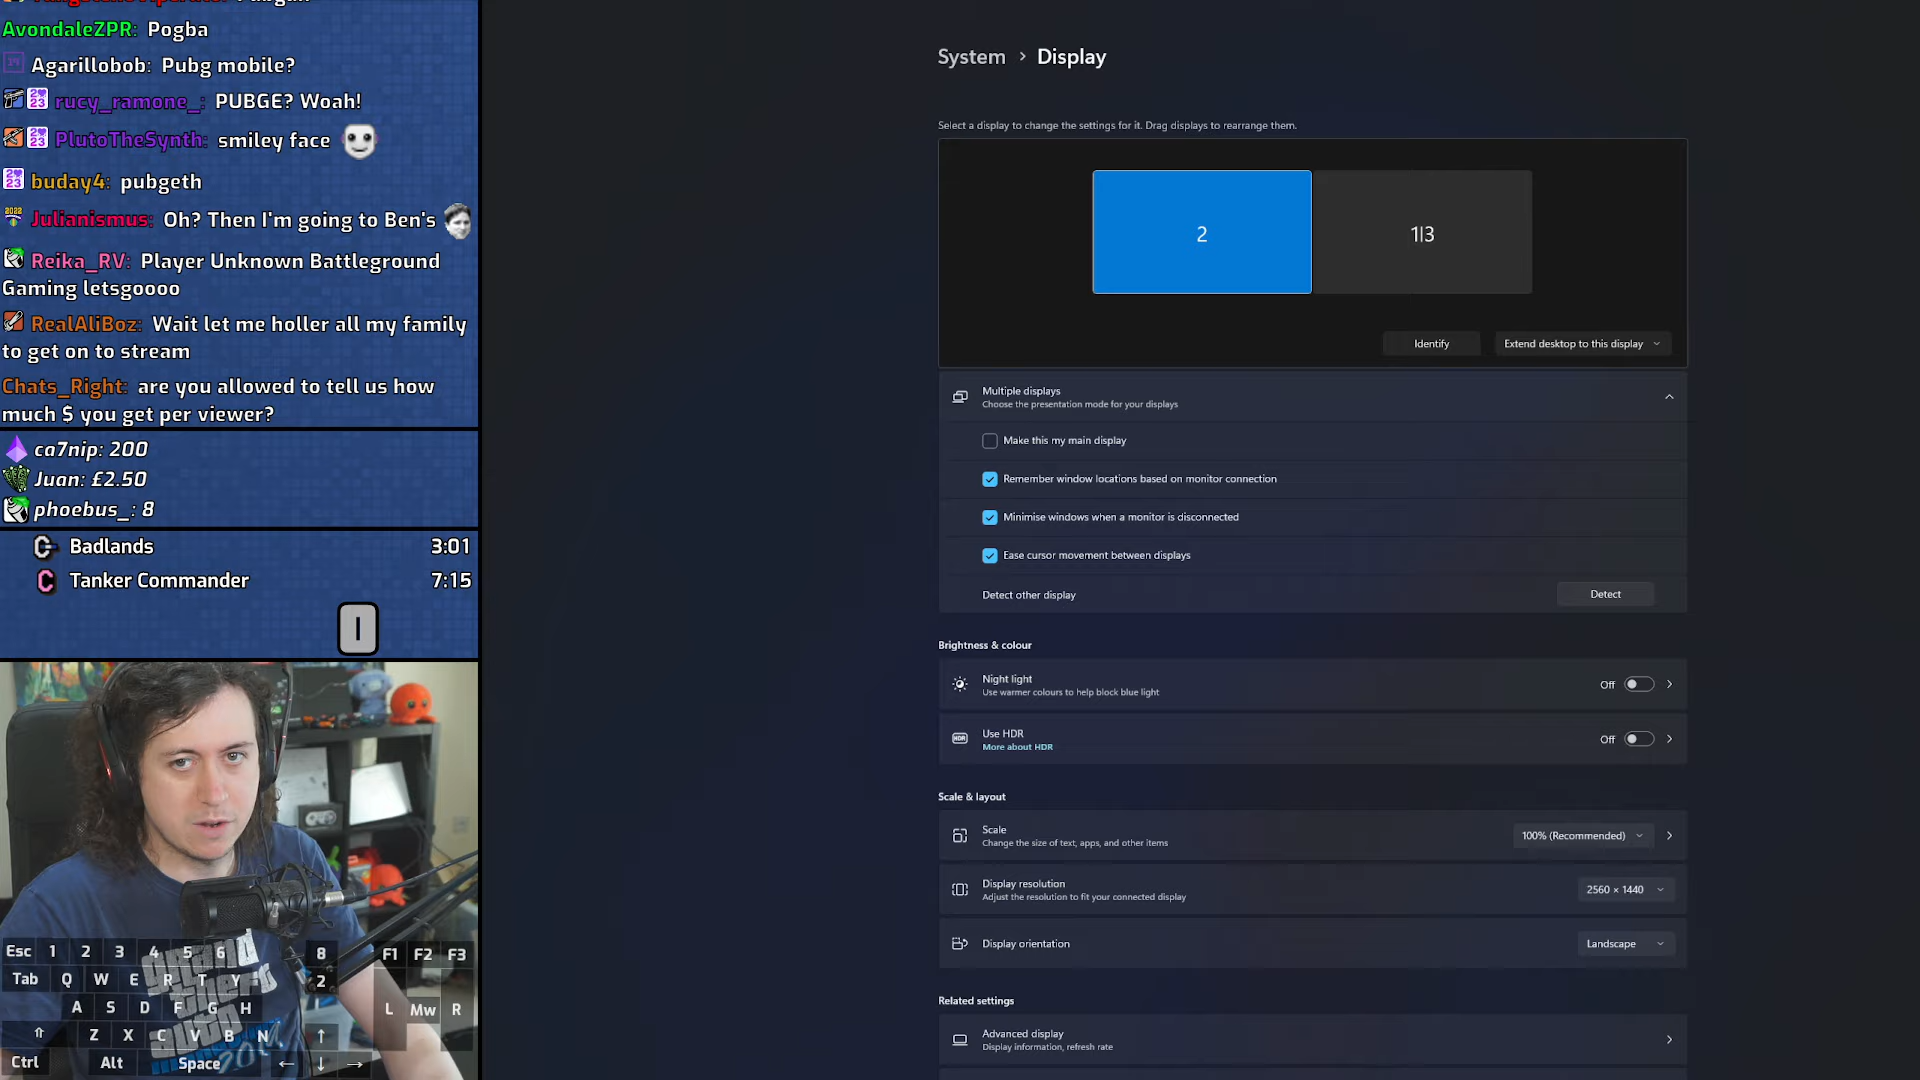 AvondaleZPR: Pogba
Agarillobob: Pubg mobile?
rucy_ramone_: PUBGE? Woah!
PlutoTheSynth: smiley face
buday4: pubgeth
Julianismus: Oh? Then I'm going to Ben's
Reika_RV: Player Unknown Battleground
Gaming letsgoooo
RealAliBoz: Wait let me holler all my family
to get on to stream
Chats_Right: are you allowed to tell us how
much $ you get per viewer?
ca7nip: 200
Juan: £2.50
phoebus_: 8
Badlands 3:01
Tanker Commander 7:15
Esc 1 2 3 4 5 6 8 F1 F2 F3
Tab Q W E R T Y 2
A S D F G H L Mw R
⇧ Z X C V B N ↑
Ctrl Alt Space ← ↓ →
System > Display
Select a display to change the settings for it. Drag displays to rearrange them.
2
1|3
Identify
Extend desktop to this display
Multiple displays
Choose the presentation mode for your displays
Make this my main display
Remember window locations based on monitor connection
Minimise windows when a monitor is disconnected
Ease cursor movement between displays
Detect other display
Detect
Brightness & colour
Night light
Use warmer colours to help block blue light
Off
Use HDR
More about HDR
Off
Scale & layout
Scale
Change the size of text, apps, and other items
100% (Recommended)
Display resolution
Adjust the resolution to fit your connected display
2560 × 1440
Display orientation
Landscape
Related settings
Advanced display
Display information, refresh rate